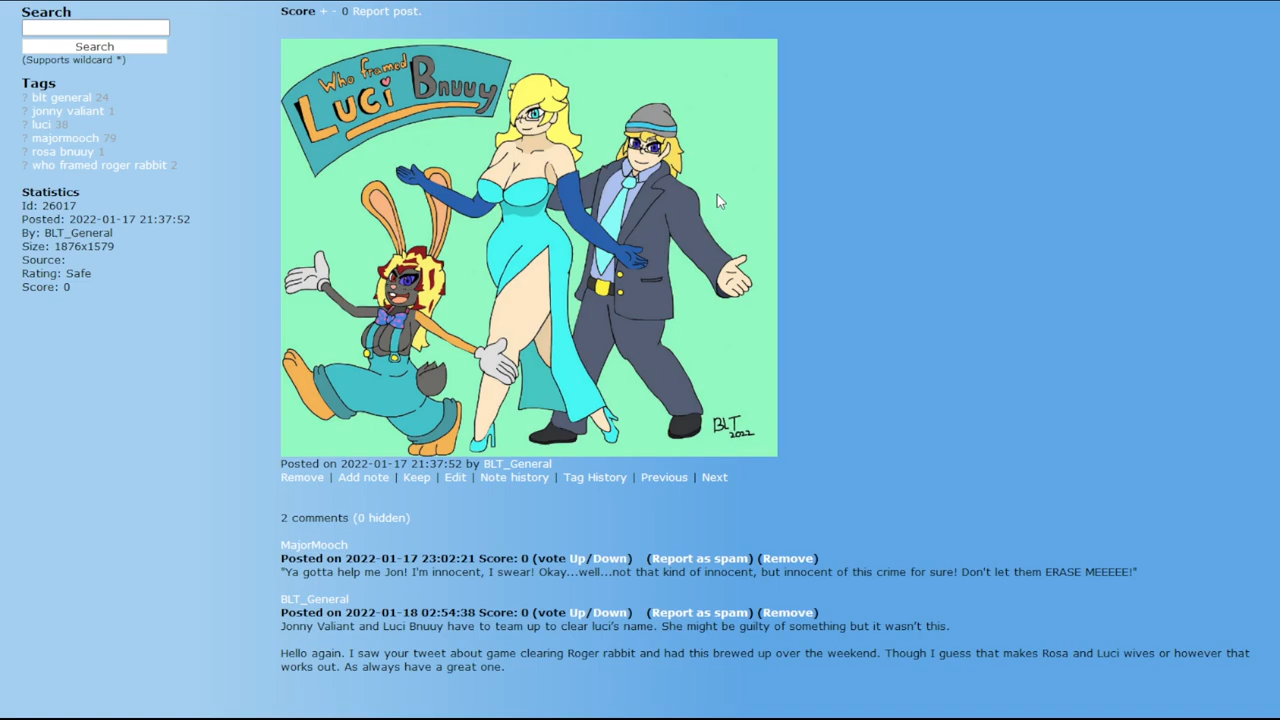 Search
Score + - 0 Report post.
Search
(Supports wildcard *)
Tags
? blt general 24
? jonny valiant 1
? luci 38
? majormooch 79
? rosa bnuuy 1
? who framed roger rabbit 2
Statistics
Id: 26017
Posted: 2022-01-17 21:37:52
By: BLT_General
Size: 1876x1579
Source:
Rating: Safe
Score: 0
Who framed
Luci Bnuuy
BLT
2022
Posted on 2022-01-17 21:37:52 by BLT_General
Remove | Add note | Keep | Edit | Note history | Tag History | Previous | Next
2 comments (0 hidden)
MajorMooch
Posted on 2022-01-17 23:02:21 Score: 0 (vote Up/Down) (Report as spam) (Remove)
"Ya gotta help me Jon! I'm innocent, I swear! Okay...well...not that kind of innocent, but innocent of this crime for sure! Don't let them ERASE MEEEEE!"
BLT_General
Posted on 2022-01-18 02:54:38 Score: 0 (vote Up/Down) (Report as spam) (Remove)
Jonny Valiant and Luci Bnuuy have to team up to clear luci's name. She might be guilty of something but it wasn't this.
Hello again. I saw your tweet about game clearing Roger rabbit and had this brewed up over the weekend. Though I guess that makes Rosa and Luci wives or however that
works out. As always have a great one.